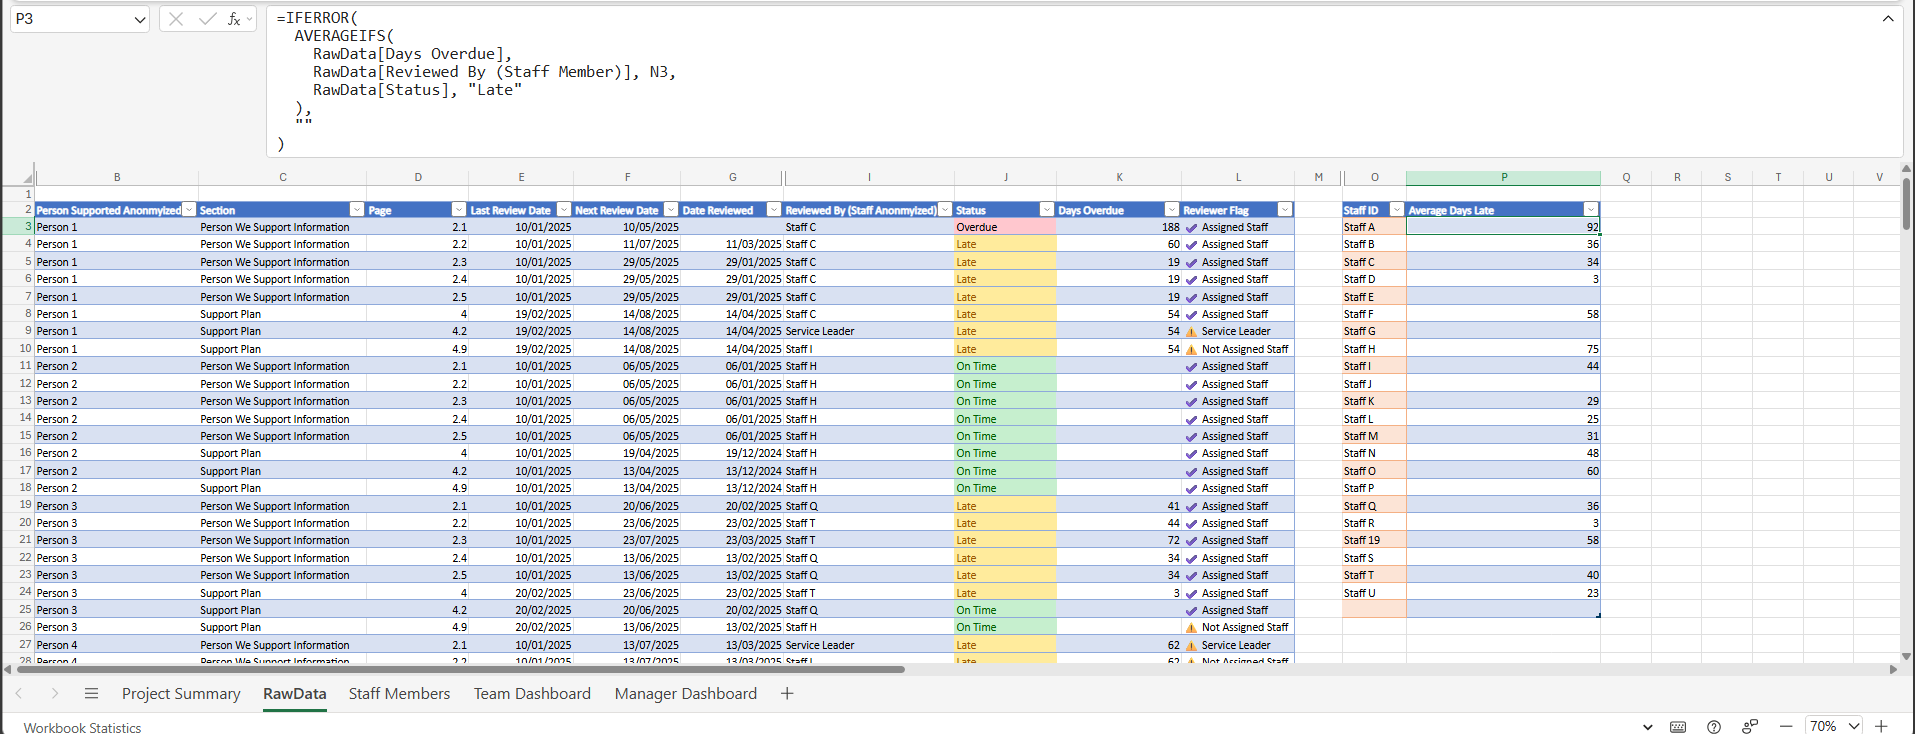 P3
fx
=IFERROR(
AVERAGEIFS(
RawData[Days Overdue],
RawData[Reviewed By (Staff Member)], N3,
RawData[Status], "Late"
),
""
)
B C D E F G I J K L M O P Q R S T U V
1
2 Person Supported Anonmyized Section Page Last Review Date Next Review Date Date Reviewed Reviewed By (Staff Anonmyized) Status Days Overdue Reviewer Flag Staff ID Average Days Late
3 Person 1 Person We Support Information 2.1 10/01/2025 10/05/2025 Staff C Overdue 188 Assigned Staff Staff A 92
4 Person 1 Person We Support Information 2.2 10/01/2025 11/07/2025 11/03/2025 Staff C Late 60 Assigned Staff Staff B 36
5 Person 1 Person We Support Information 2.3 10/01/2025 29/05/2025 29/01/2025 Staff C Late 19 Assigned Staff Staff C 34
6 Person 1 Person We Support Information 2.4 10/01/2025 29/05/2025 29/01/2025 Staff C Late 19 Assigned Staff Staff D 3
7 Person 1 Person We Support Information 2.5 10/01/2025 29/05/2025 29/01/2025 Staff C Late 19 Assigned Staff Staff E
8 Person 1 Support Plan 4 19/02/2025 14/08/2025 14/04/2025 Staff C Late 54 Assigned Staff Staff F 58
9 Person 1 Support Plan 4.2 19/02/2025 14/08/2025 14/04/2025 Service Leader Late 54 Service Leader Staff G
10 Person 1 Support Plan 4.9 19/02/2025 14/08/2025 14/04/2025 Staff I Late 54 Not Assigned Staff Staff H 75
11 Person 2 Person We Support Information 2.1 10/01/2025 06/05/2025 06/01/2025 Staff H On Time Assigned Staff Staff I 44
12 Person 2 Person We Support Information 2.2 10/01/2025 06/05/2025 06/01/2025 Staff H On Time Assigned Staff Staff J
13 Person 2 Person We Support Information 2.3 10/01/2025 06/05/2025 06/01/2025 Staff H On Time Assigned Staff Staff K 29
14 Person 2 Person We Support Information 2.4 10/01/2025 06/05/2025 06/01/2025 Staff H On Time Assigned Staff Staff L 25
15 Person 2 Person We Support Information 2.5 10/01/2025 06/05/2025 06/01/2025 Staff H On Time Assigned Staff Staff M 31
16 Person 2 Support Plan 4 10/01/2025 19/04/2025 19/12/2024 Staff H On Time Assigned Staff Staff N 48
17 Person 2 Support Plan 4.2 10/01/2025 13/04/2025 13/12/2024 Staff H On Time Assigned Staff Staff O 60
18 Person 2 Support Plan 4.9 10/01/2025 13/04/2025 13/12/2024 Staff H On Time Assigned Staff Staff P
19 Person 3 Person We Support Information 2.1 10/01/2025 20/06/2025 20/02/2025 Staff Q Late 41 Assigned Staff Staff Q 36
20 Person 3 Person We Support Information 2.2 10/01/2025 23/06/2025 23/02/2025 Staff T Late 44 Assigned Staff Staff R 3
21 Person 3 Person We Support Information 2.3 10/01/2025 23/07/2025 23/03/2025 Staff T Late 72 Assigned Staff Staff 19 58
22 Person 3 Person We Support Information 2.4 10/01/2025 13/06/2025 13/02/2025 Staff Q Late 34 Assigned Staff Staff S
23 Person 3 Person We Support Information 2.5 10/01/2025 13/06/2025 13/02/2025 Staff Q Late 34 Assigned Staff Staff T 40
24 Person 3 Support Plan 4 20/02/2025 23/06/2025 23/02/2025 Staff T Late 3 Assigned Staff Staff U 23
25 Person 3 Support Plan 4.2 20/02/2025 20/06/2025 20/02/2025 Staff Q On Time Assigned Staff
26 Person 3 Support Plan 4.9 20/02/2025 13/06/2025 13/02/2025 Staff H On Time Not Assigned Staff
27 Person 4 Person We Support Information 2.1 10/01/2025 13/07/2025 13/03/2025 Service Leader Late 62 Service Leader
28 Person 4 Person We Support Information 2.2 10/01/2025 13/07/2025 13/03/2025 Late 62 Not Assigned Staff
Project Summary RawData Staff Members Team Dashboard Manager Dashboard
Workbook Statistics 70%